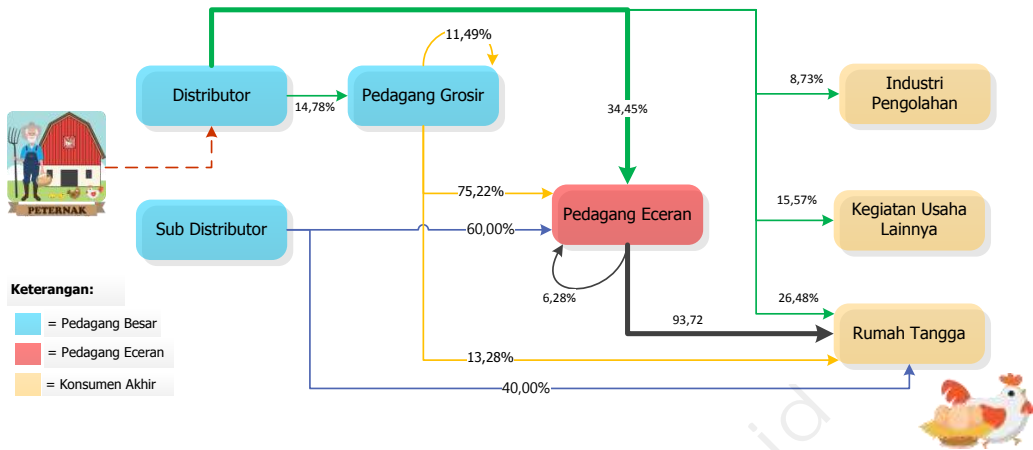 11,49%
Distributor
14,78%
Pedagang Grosir
34,45%
8,73%
Industri
Pengolahan
PETERNAK
75,22%
Pedagang Eceran
15,57%
Kegiatan Usaha
Lainnya
Sub Distributor
60,00%
6,28%
26,48%
93,72
Rumah Tangga
13,28%
40,00%
Keterangan:
= Pedagang Besar
= Pedagang Eceran
= Konsumen Akhir
id